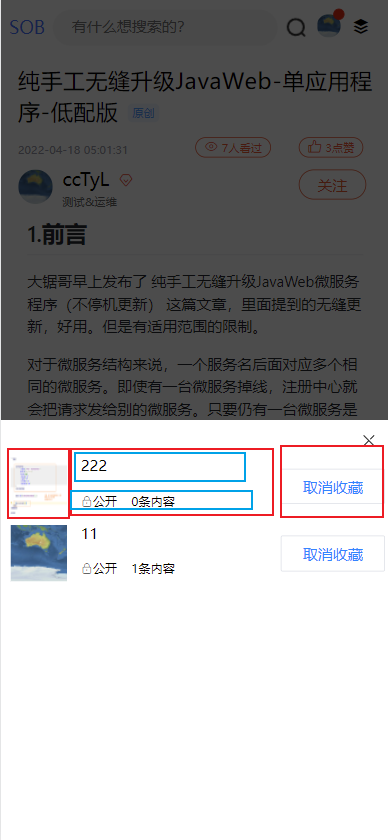 SOB 有什么想搜索的？
纯手工无缝升级JavaWeb-单应用程
序-低配版 原创
2022-04-18 05:01:31 7人看过 3点赞
ccTyL
测试&运维
关注
1.前言
大锯哥早上发布了 纯手工无缝升级JavaWeb微服务
程序（不停机更新） 这篇文章，里面提到的无缝更
新，好用。但是有适用范围的限制。
对于微服务结构来说，一个服务名后面对应多个相
同的微服务。即使有一台微服务掉线，注册中心就
会把请求发给别的微服务。只要仍有一台微服务是
222
公开 0条内容
取消收藏
11
公开 1条内容
取消收藏